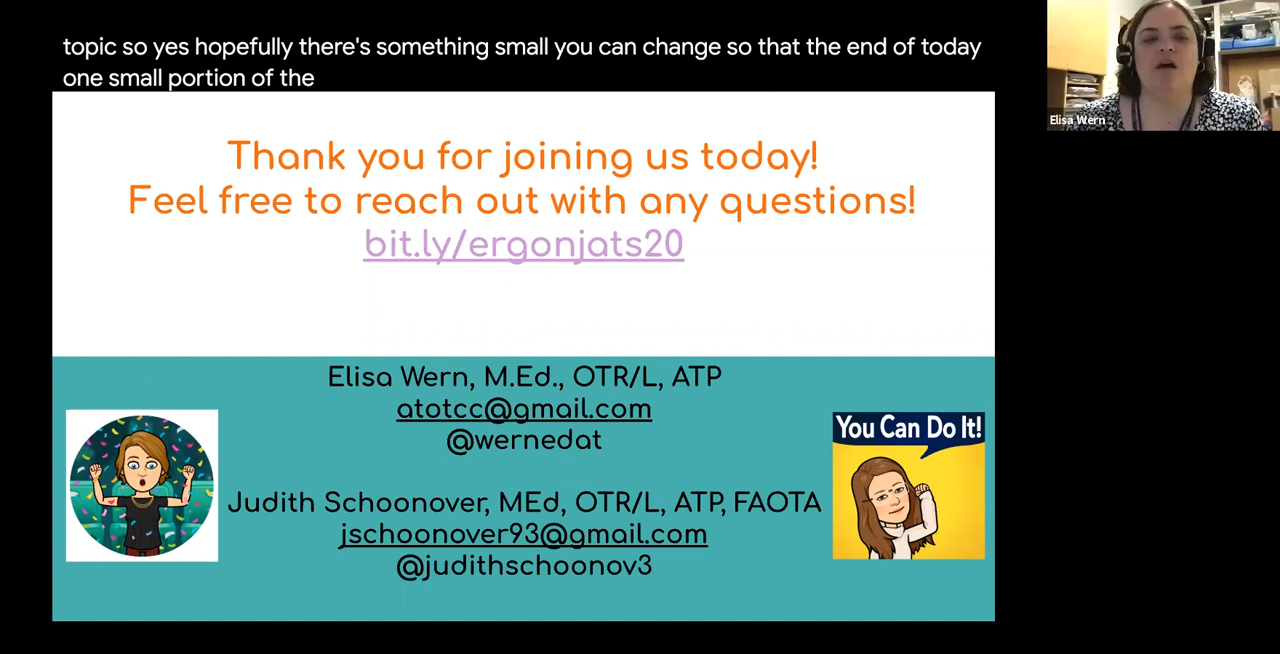 topic so yes hopefully there's something small you can change so that the end of today
one small portion of the
Elisa Wern
Thank you for joining us today!
Feel free to reach out with any questions!
bit.ly/ergonjats20
Elisa Wern, M.Ed., OTR/L, ATP
atotcc@gmail.com
@wernedat
You Can Do It!
Judith Schoonover, MEd, OTR/L, ATP, FAOTA
jschoonover93@gmail.com
@judithschoonov3